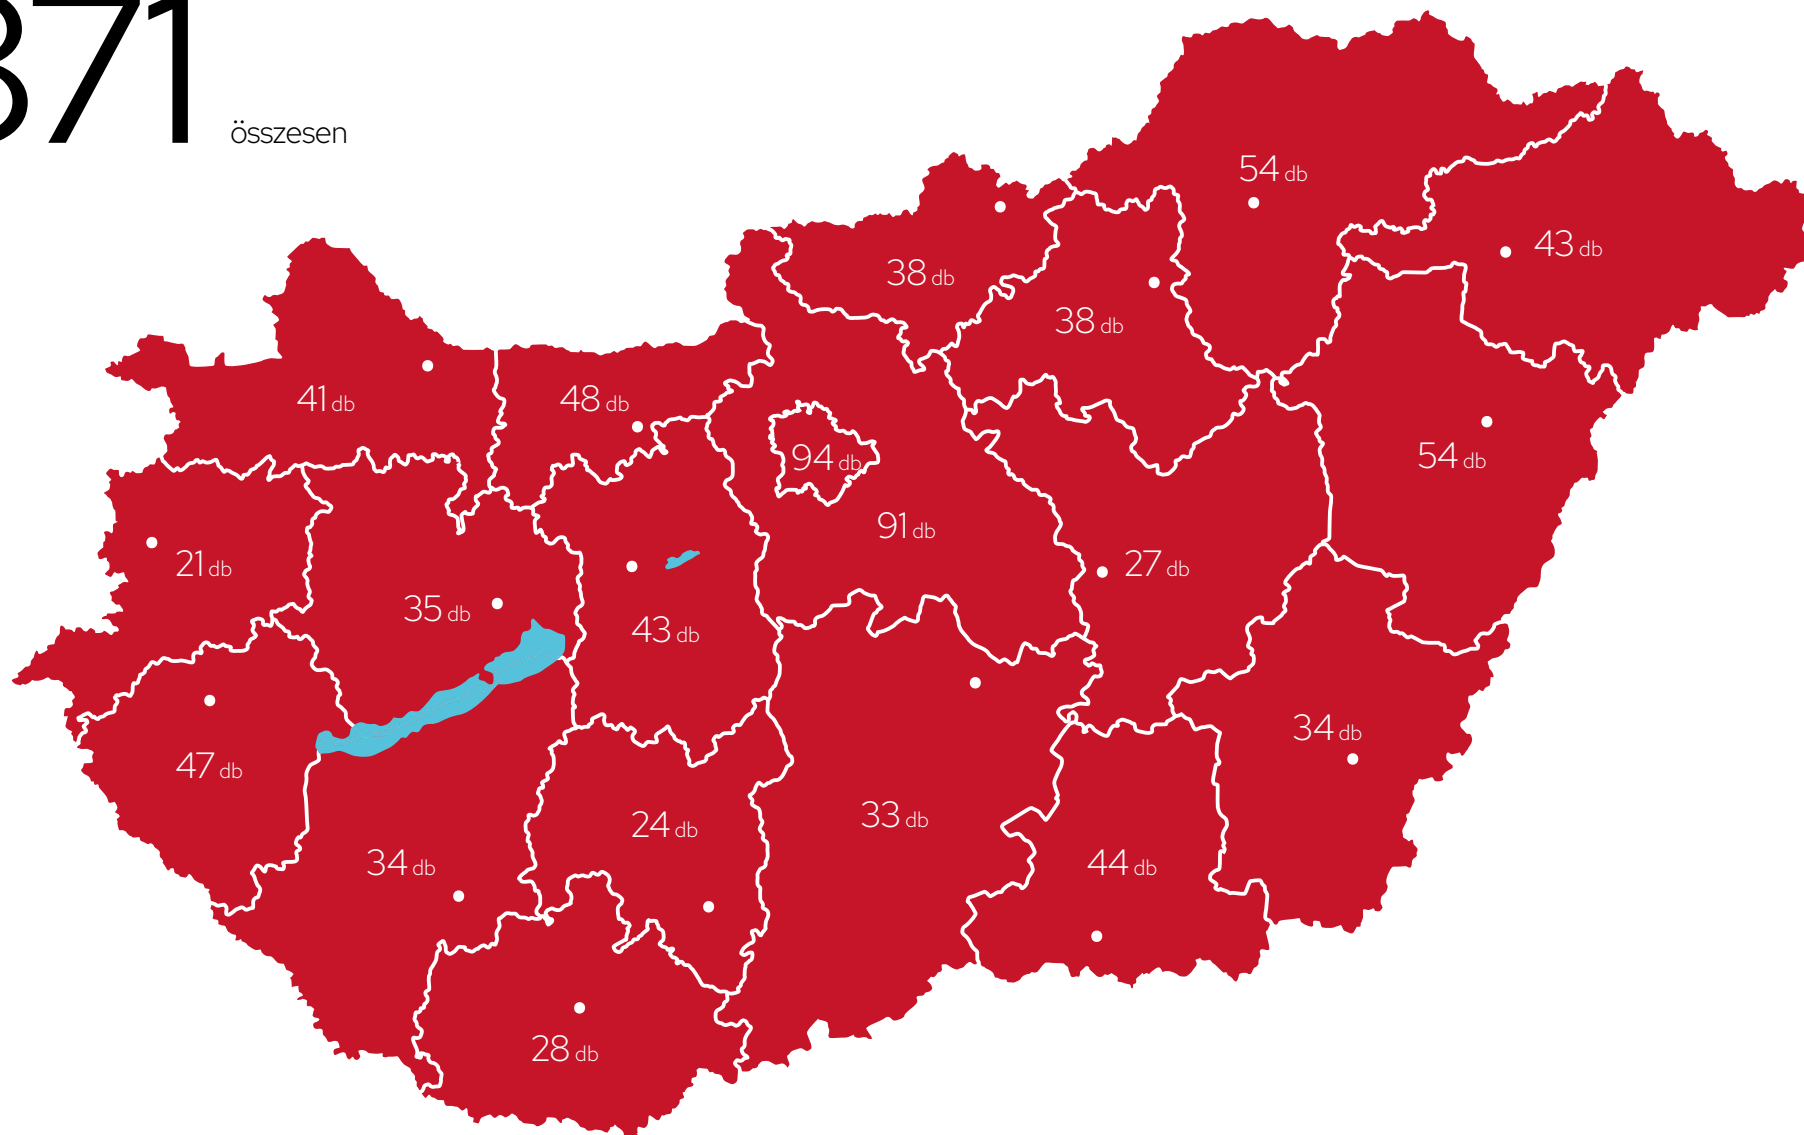 871
összesen
54 db
43 db
38 db
38 db
41 db
48 db
94 db
54 db
91 db
21 db
27 db
35 db
43 db
34 db
47 db
33 db
24 db
34 db
44 db
28 db